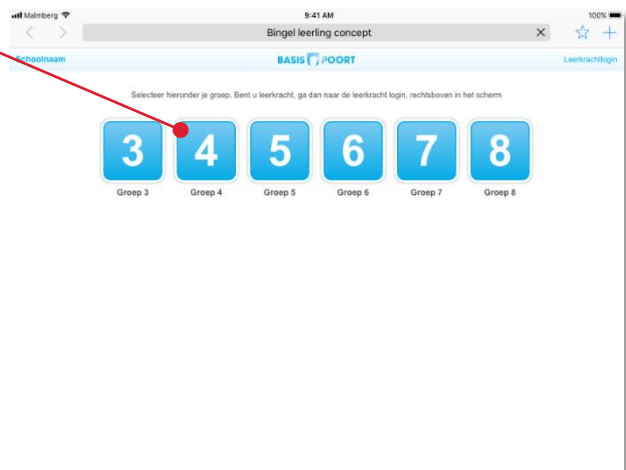 Malmberg 9:41 AM 100%
Bingel leerling concept
Schoolnaam BASIS POORT Leerkrachtlogin
Selecteer hieronder je groep. Bent u leerkracht, ga dan naar de leerkracht login, rechtsboven in het scherm
3 4 5 6 7 8
Groep 3 Groep 4 Groep 5 Groep 6 Groep 7 Groep 8